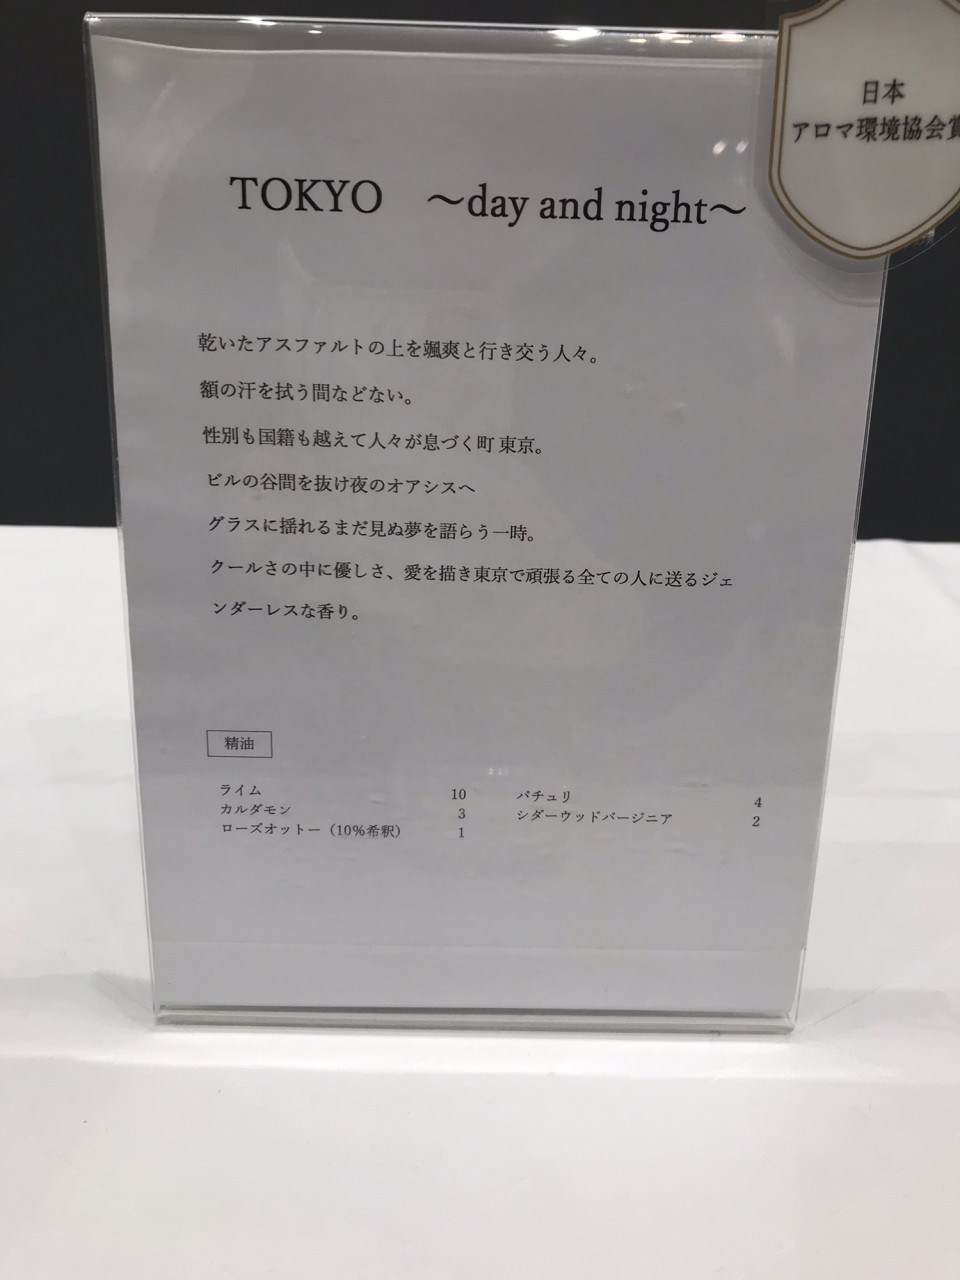 日本
アロマ環境協会賞
TOKYO ～day and night～
乾いたアスファルトの上を颯爽と行き交う人々。
額の汗を拭う間などない。
性別も国籍も越えて人々が息づく町 東京。
ビルの谷間を抜け夜のオアシスへ
グラスに揺れるまだ見ぬ夢を語らう一時。
クールさの中に優しさ、愛を描き東京で頑張る全ての人に送るジェ
ンダーレスな香り。
精油
ライム 10
カルダモン 3
ローズオットー（10%希釈） 1
パチュリ 4
シダーウッドバージニア 2